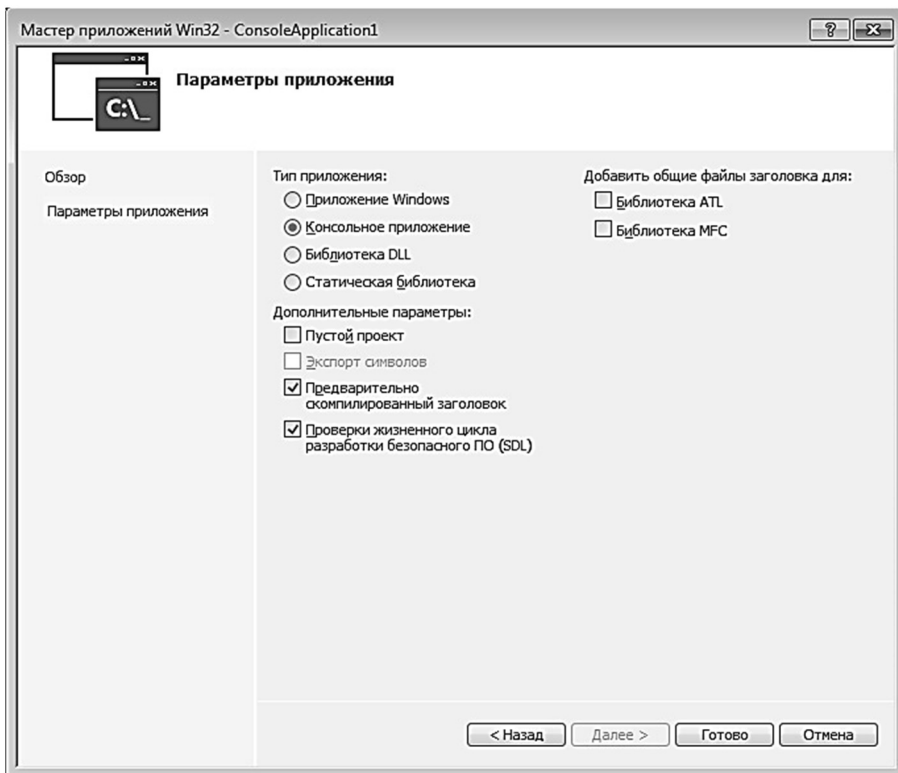 Мастер приложений Win32 - ConsoleApplication1
C:\_
Параметры приложения
Обзор
Параметры приложения
Тип приложения:
Приложение Windows
Консольное приложение
Библиотека DLL
Статическая библиотека
Дополнительные параметры:
Пустой проект
Экспорт символов
Предварительно
скомпилированный заголовок
Проверки жизненного цикла
разработки безопасного ПО (SDL)
Добавить общие файлы заголовка для:
Библиотека ATL
Библиотека MFC
< Назад
Далее >
Готово
Отмена